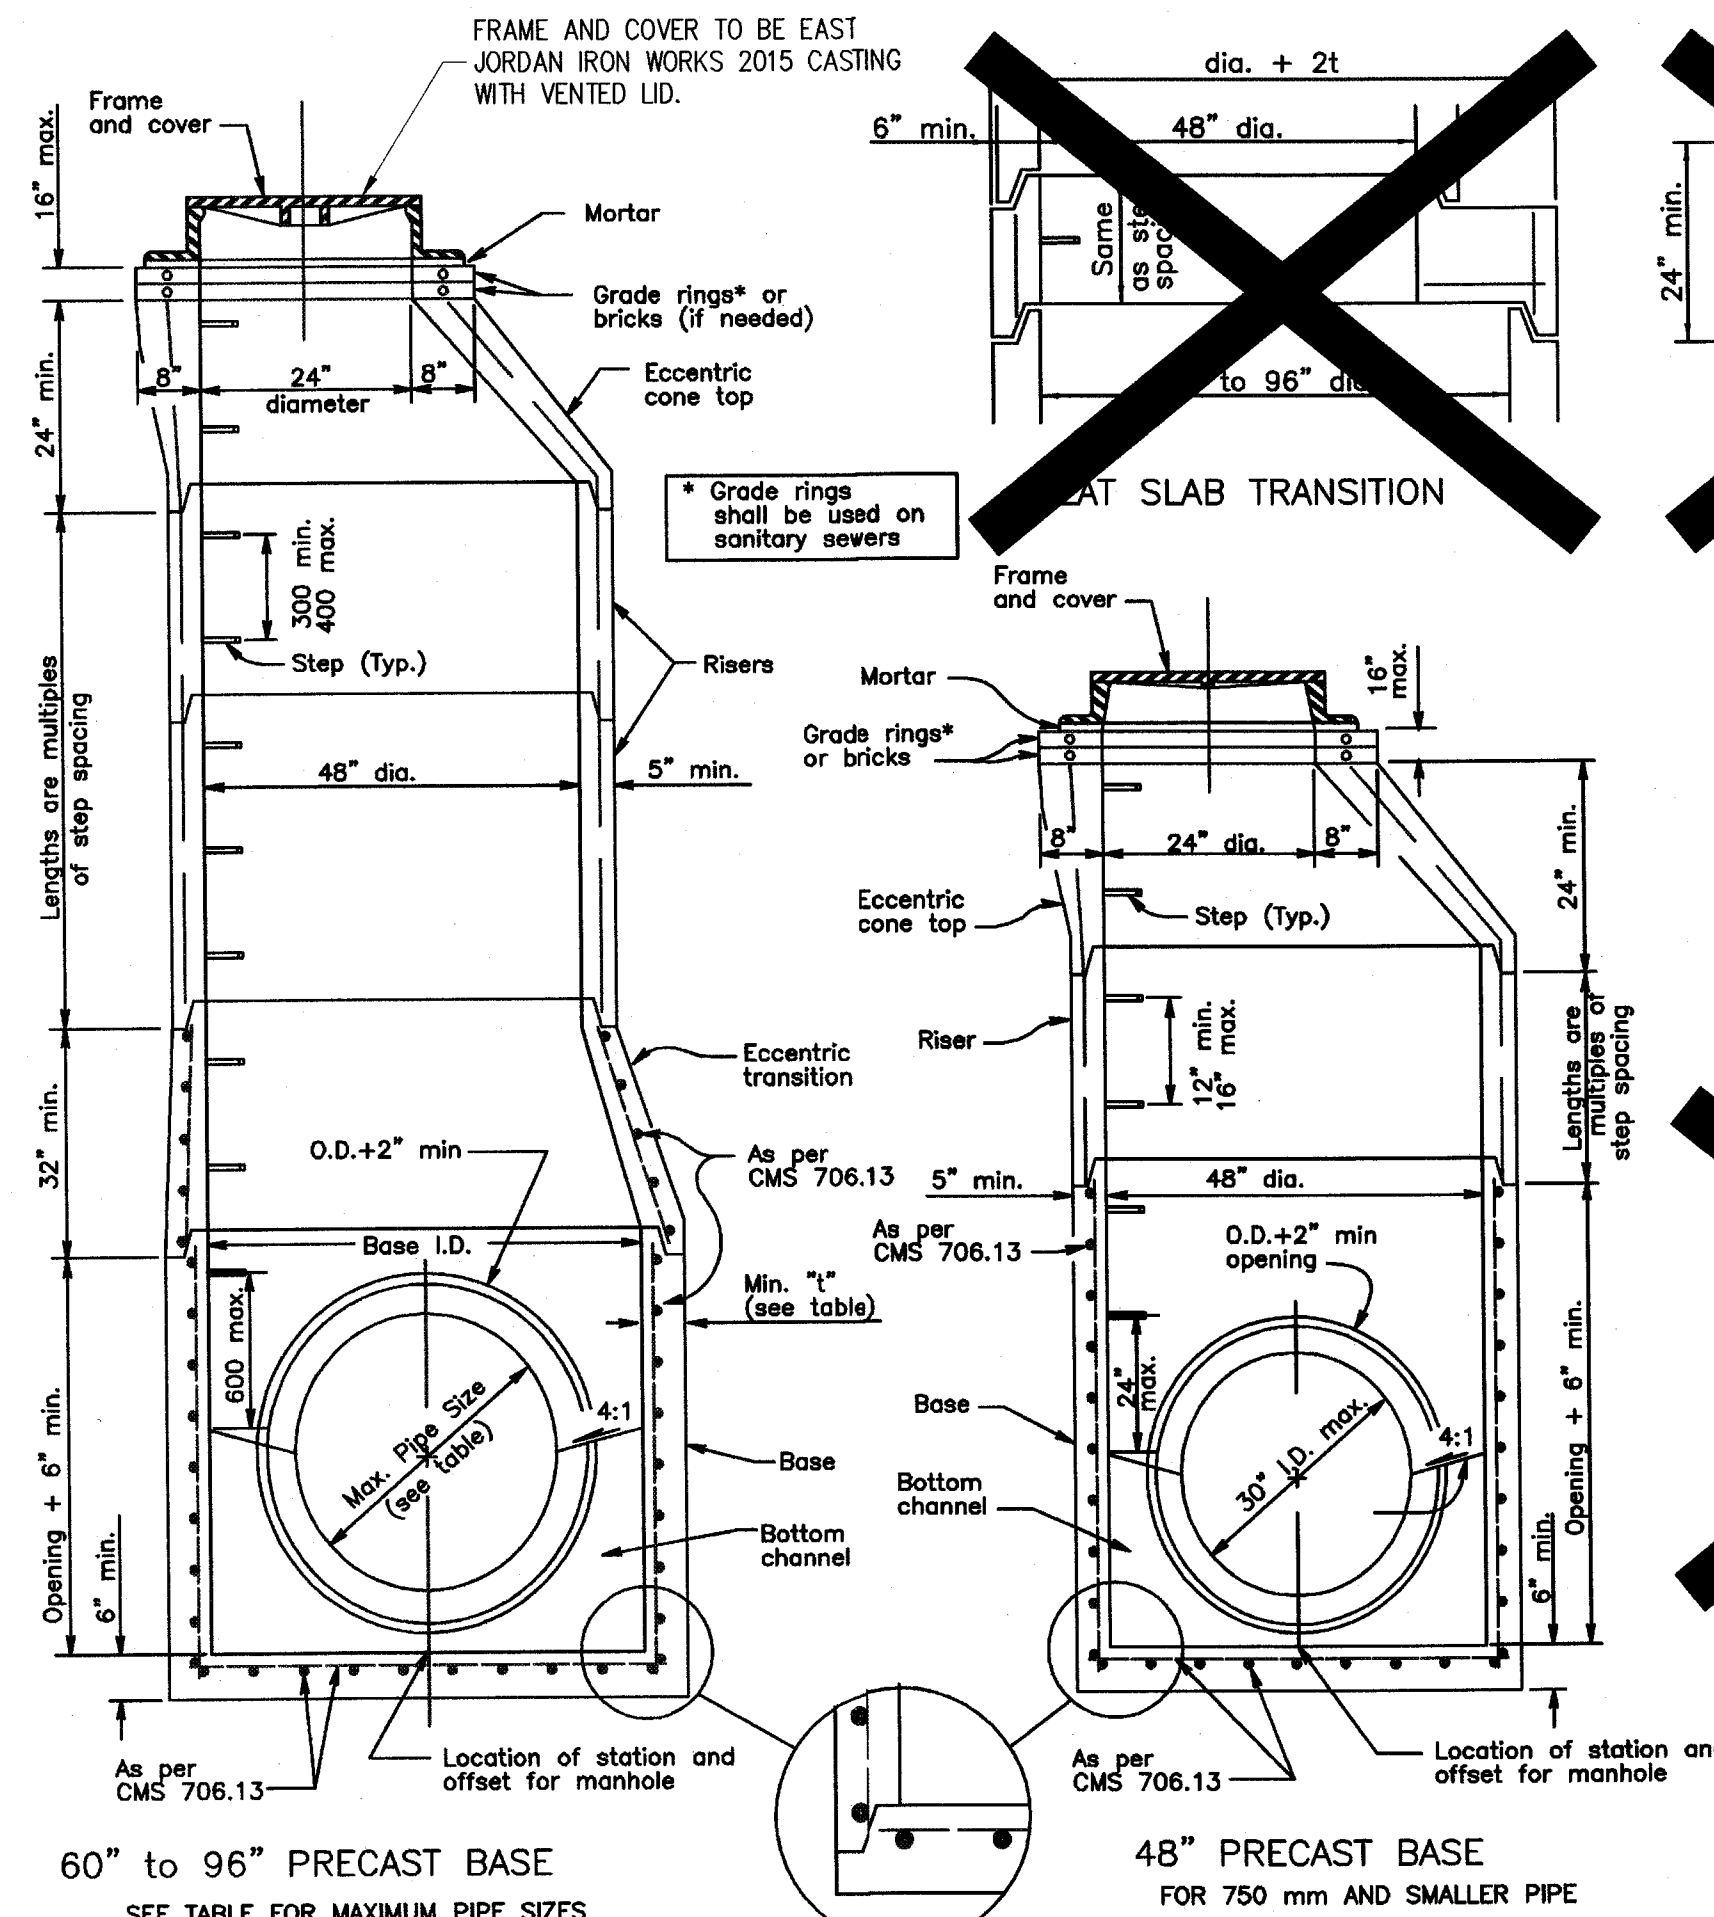 FRAME AND COVER TO BE EAST
JORDAN IRON WORKS 2015 CASTING
WITH VENTED LID.
Frame
and cover
16" max.
Mortar
Grade rings* or
bricks (if needed)
24" min.
8"
24"
diameter
8"
Eccentric
cone top
* Grade rings
shall be used on
sanitary sewers
300 min.
400 max.
Step (Typ.)
Risers
Lengths are multiples
of step spacing
48" dia.
5" min.
Eccentric
transition
32" min.
O.D.+2" min
As per
CMS 706.13
Base I.D.
Min. "t"
(see table)
600 max.
Max. Pipe Size
(see table)
4:1
Base
Opening + 6" min.
Bottom
channel
6" min.
As per
CMS 706.13
Location of station and
offset for manhole
60" to 96" PRECAST BASE
SEE TABLE FOR MAXIMUM PIPE SIZES
dia. + 2t
6" min.
48" dia.
Same
as
24" min.
to 96"
SLAB TRANSITION
Frame
and cover
Mortar
16"
max.
Grade rings*
or bricks
8"
24" dia.
8"
24" min.
Eccentric
cone top
Step (Typ.)
Riser
12" min.
16" max.
Lengths are
multiples of
step spacing
5" min.
48" dia.
As per
CMS 706.13
O.D.+2" min
opening
24"
max.
Base
30" I.D. max.
4:1
Bottom
channel
Opening + 6" min.
6" min.
As per
CMS 706.13
Location of station
offset for manhole
48" PRECAST BASE
FOR 750 mm AND SMALLER PIPE